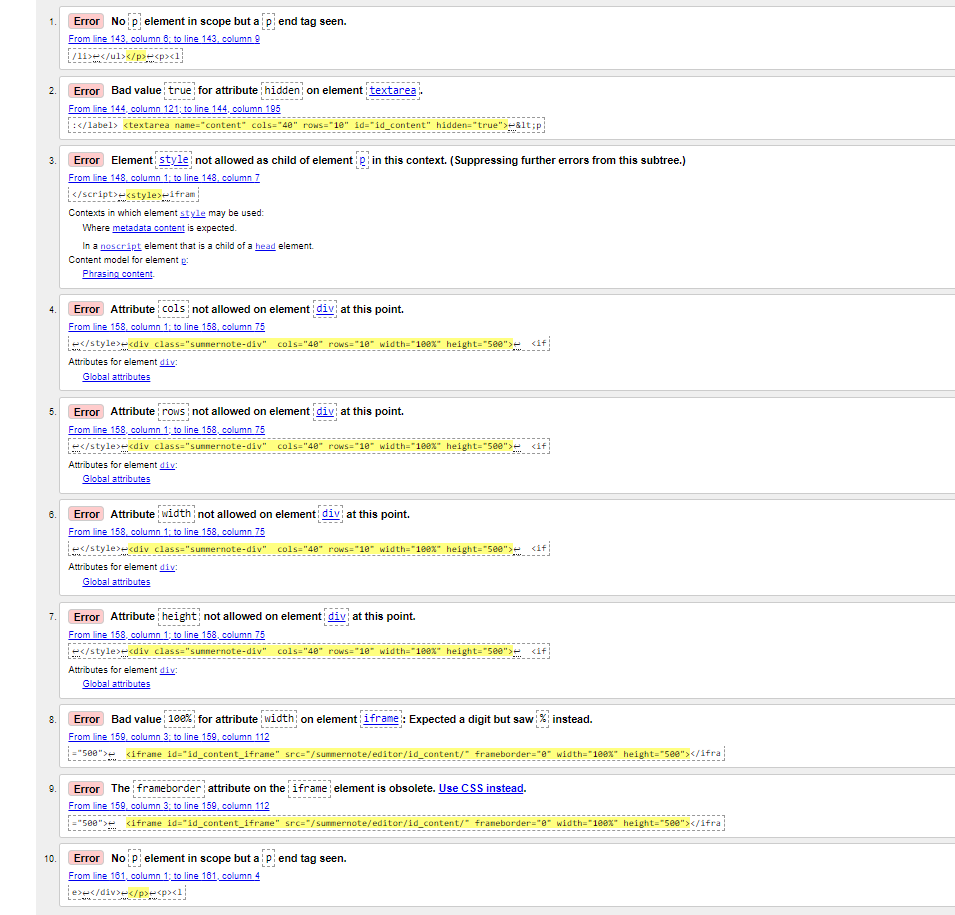 1. Error No p element in scope but a p end tag seen.
From line 143, column 6; to line 143, column 9
/li>↩</ul></p>↩<p><l
2. Error Bad value true for attribute hidden on element textarea.
From line 144, column 121; to line 144, column 195
:</label> <textarea name="content" cols="40" rows="10" id="id_content" hidden="true">↩&lt;p
3. Error Element style not allowed as child of element p in this context. (Suppressing further errors from this subtree.)
From line 148, column 1; to line 148, column 7
</script>↩<style>↩ifram
Contexts in which element style may be used:
Where metadata content is expected.
In a noscript element that is a child of a head element.
Content model for element p:
Phrasing content.
4. Error Attribute cols not allowed on element div at this point.
From line 158, column 1; to line 158, column 75
↩</style>↩<div class="summernote-div"  cols="40" rows="10" width="100%" height="500">↩  <if
Attributes for element div:
Global attributes
5. Error Attribute rows not allowed on element div at this point.
From line 158, column 1; to line 158, column 75
↩</style>↩<div class="summernote-div"  cols="40" rows="10" width="100%" height="500">↩  <if
Attributes for element div:
Global attributes
6. Error Attribute width not allowed on element div at this point.
From line 158, column 1; to line 158, column 75
↩</style>↩<div class="summernote-div"  cols="40" rows="10" width="100%" height="500">↩  <if
Attributes for element div:
Global attributes
7. Error Attribute height not allowed on element div at this point.
From line 158, column 1; to line 158, column 75
↩</style>↩<div class="summernote-div"  cols="40" rows="10" width="100%" height="500">↩  <if
Attributes for element div:
Global attributes
8. Error Bad value 100% for attribute width on element iframe: Expected a digit but saw % instead.
From line 159, column 3; to line 159, column 112
="500">↩  <iframe id="id_content_iframe" src="/summernote/editor/id_content/" frameborder="0" width="100%" height="500"></ifra
9. Error The frameborder attribute on the iframe element is obsolete. Use CSS instead.
From line 159, column 3; to line 159, column 112
="500">↩  <iframe id="id_content_iframe" src="/summernote/editor/id_content/" frameborder="0" width="100%" height="500"></ifra
10. Error No p element in scope but a p end tag seen.
From line 161, column 1; to line 161, column 4
e>↩</div>↩</p>↩<p><l